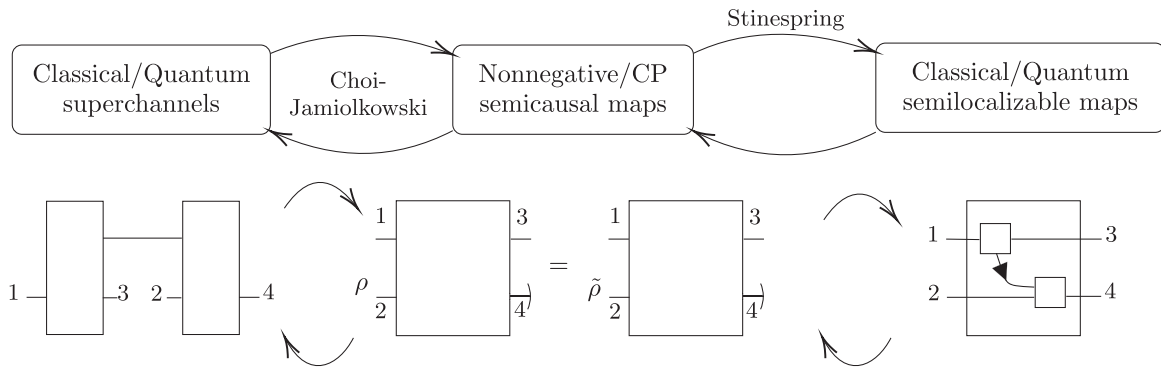 Stinespring
Classical/Quantum
superchannels
Choi-
Jamiolkowski
Nonnegative/CP
semicausal maps
Classical/Quantum
semilocalizable maps
1 3 2 4
1 3
ρ 2 4
=
1 3
ρ̃ 2 4
1 3
2 4